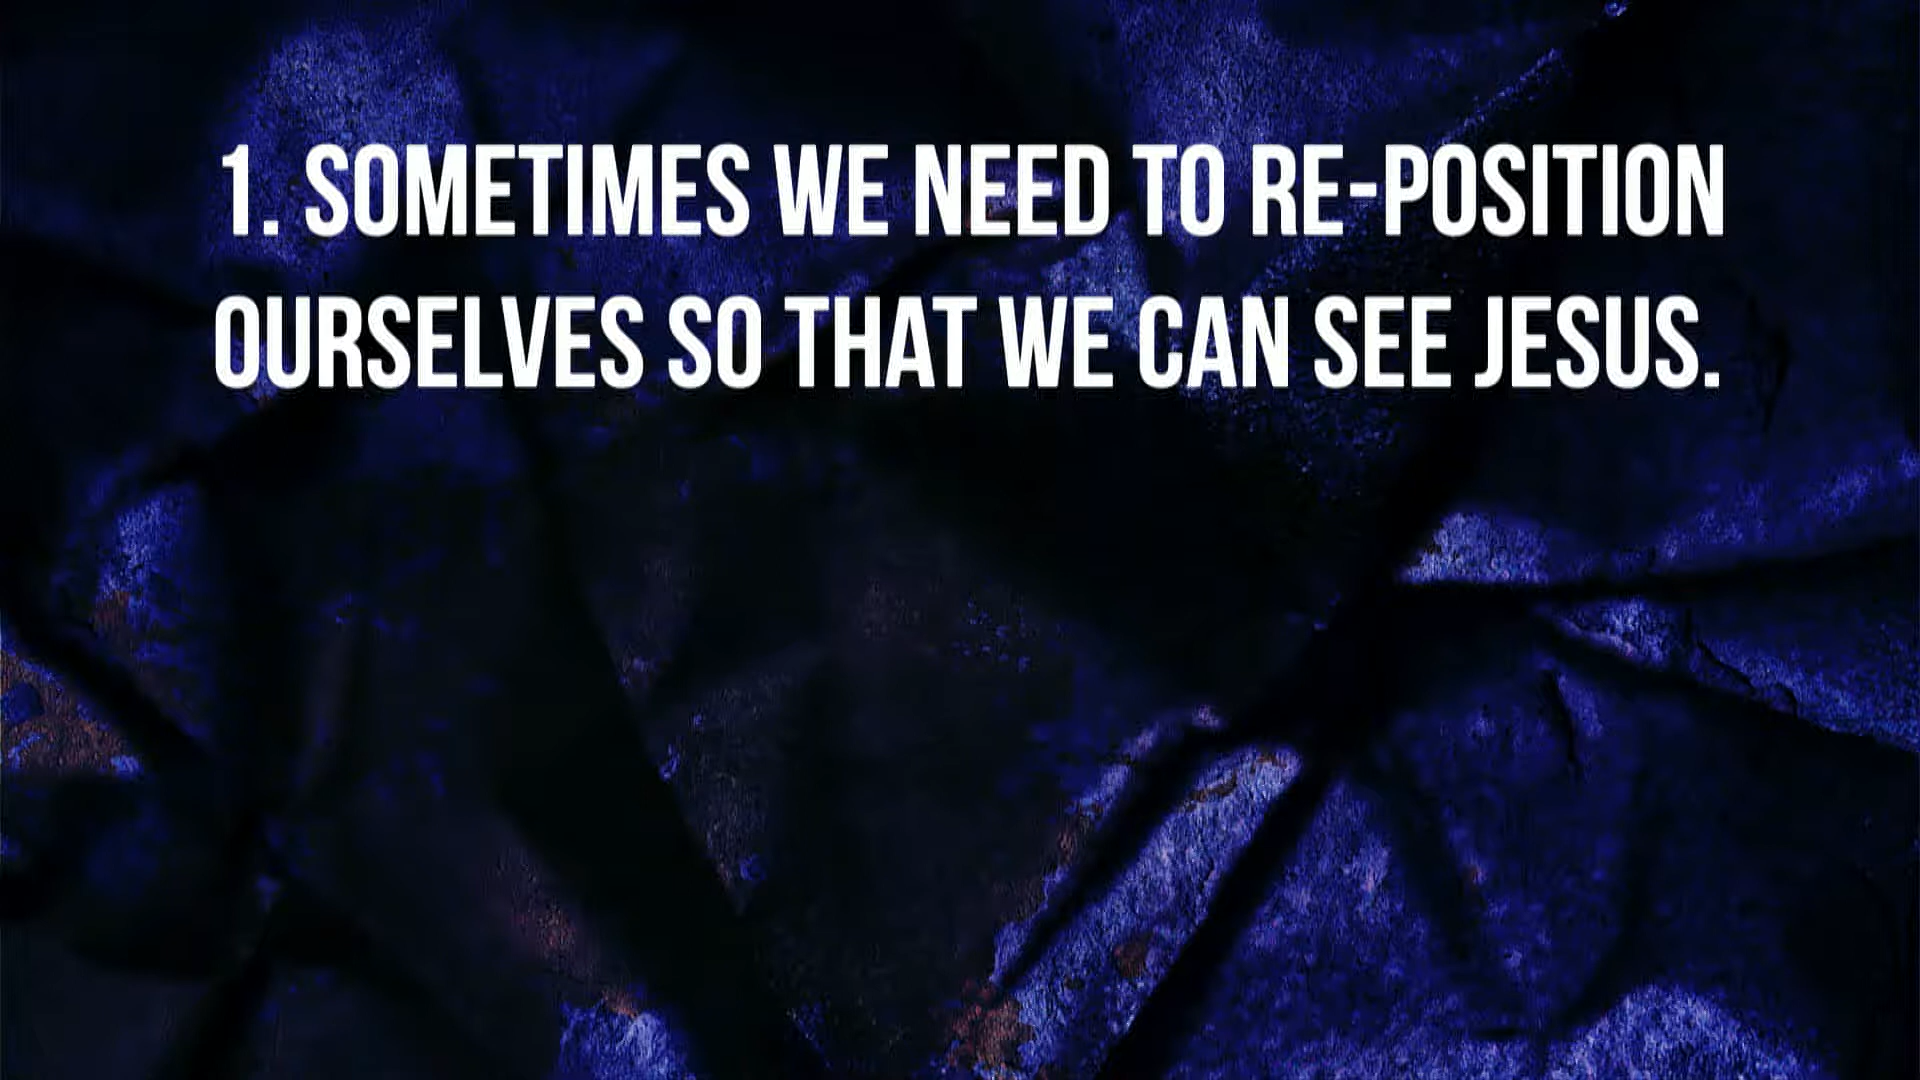 1. SOMETIMES WE NEED TO RE-POSITION
OURSELVES SO THAT WE CAN SEE JESUS.